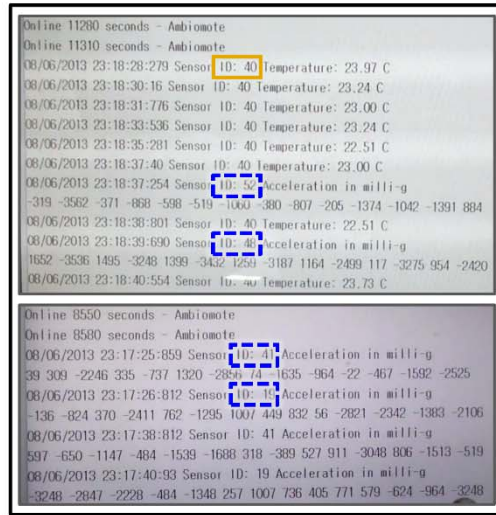 Online 11280 seconds - Ambiomote
Online 11310 seconds - Ambiomote
08/06/2013 23:18:28:279 Sensor ID: 40 Temperature: 23.97 C
08/06/2013 23:18:30:16 Sensor ID: 40 Temperature: 23.24 C
08/06/2013 23:18:31:776 Sensor ID: 40 Temperature: 23.00 C
08/06/2013 23:18:33:536 Sensor ID: 40 Temperature: 23.24 C
08/06/2013 23:18:35:281 Sensor ID: 40 Temperature: 22.51 C
08/06/2013 23:18:37:40 Sensor ID: 40 Temperature: 23.00 C
08/06/2013 23:18:37:254 Sensor ID: 52 Acceleration in milli-g
-319 -3562 -371 -868 -598 -519 -1060 -380 -807 -205 -1374 -1042 -1391 884
08/06/2013 23:18:38:801 Sensor ID: 40 Temperature: 22.51 C
08/06/2013 23:18:39:690 Sensor ID: 48 Acceleration in milli-g
1652 -3536 1495 -3248 1399 -3432 1259 -3187 1164 -2499 117 -3275 954 -2420
08/06/2013 23:18:40:554 Sensor ID: 40 Temperature: 23.73 C
Online 8550 seconds - Ambiomote
Online 8580 seconds - Ambiomote
08/06/2013 23:17:25:859 Sensor ID: 41 Acceleration in milli-g
39 309 -2246 335 -737 1320 -2856 74 -1635 -964 -22 -467 -1592 -2525
08/06/2013 23:17:26:812 Sensor ID: 19 Acceleration in milli-g
-136 -824 370 -2411 762 -1295 1007 449 832 56 -2821 -2342 -1383 -2106
08/06/2013 23:17:38:812 Sensor ID: 41 Acceleration in milli-g
597 -650 -1147 -484 -1539 -1688 318 -389 527 911 -3048 806 -1513 -519
08/06/2013 23:17:40:93 Sensor ID: 19 Acceleration in milli-g
-3248 -2847 -2228 -484 -1348 257 1007 736 405 771 579 -624 -964 -3248